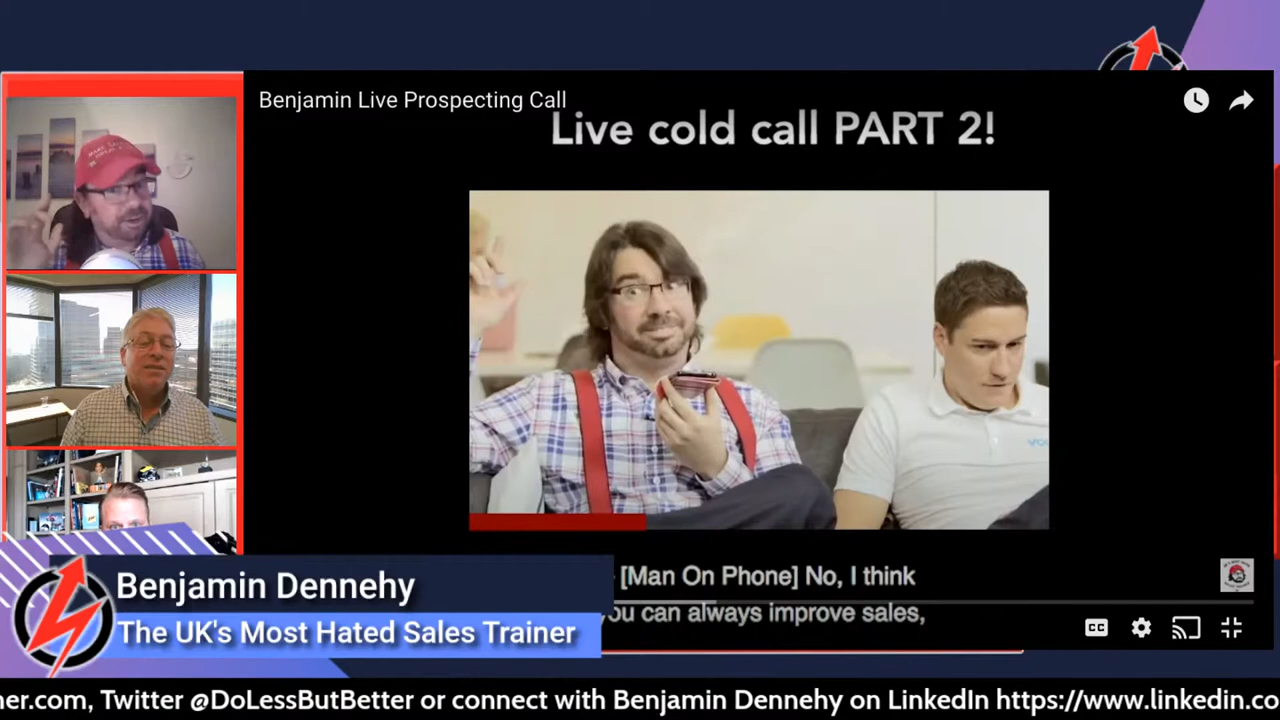 Benjamin Live Prospecting Call
Live cold call PART 2!
[Man On Phone] No, I think
you can always improve sales,
CC
Benjamin Dennehy
The UK's Most Hated Sales Trainer
ner.com, Twitter @DoLessButBetter or connect with Benjamin Dennehy on LinkedIn https://www.linkedin.co